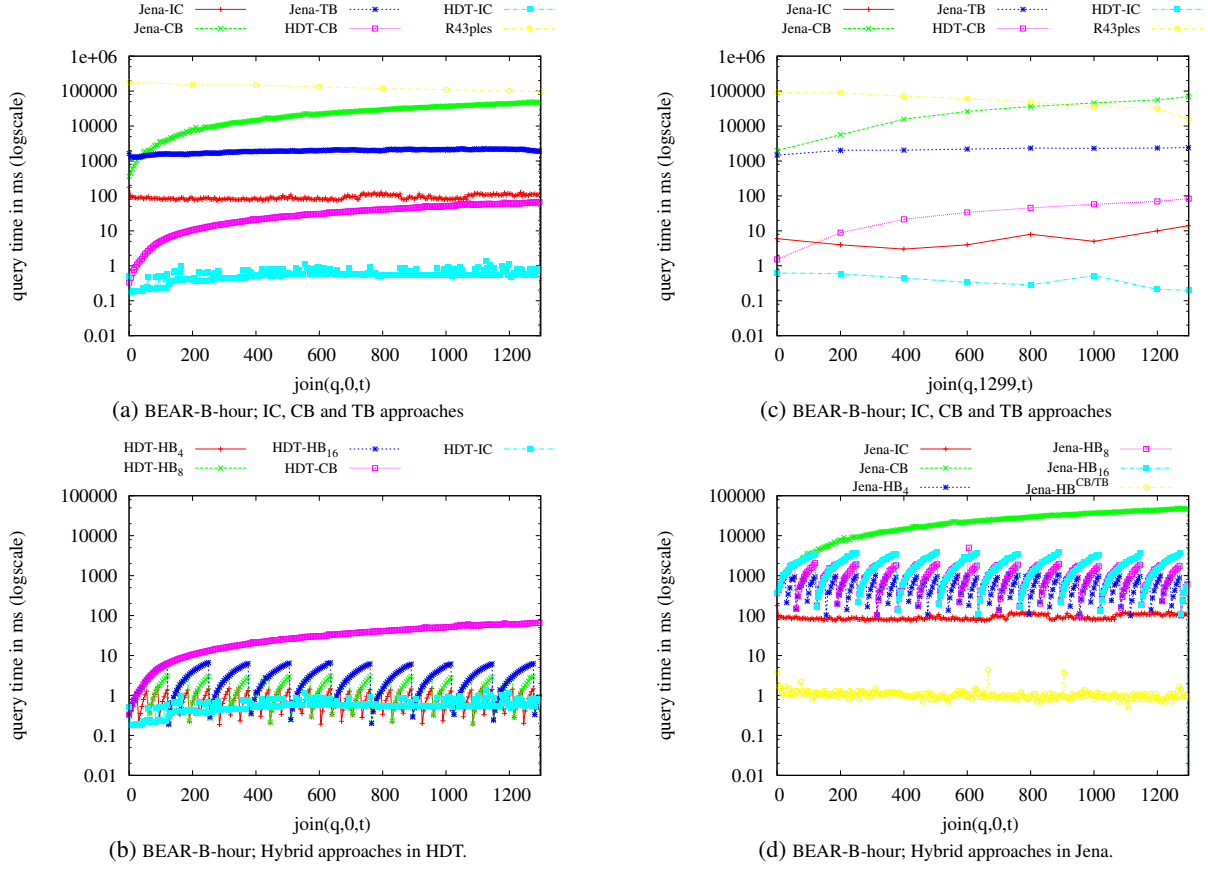 Jena-IC
Jena-CB
Jena-TB
HDT-CB
HDT-IC
R43ples
1e+06
100000
10000
1000
100
10
1
0.1
0.01
query time in ms (logscale)
0 200 400 600 800 1000 1200
join(q,0,t)
(a) BEAR-B-hour; IC, CB and TB approaches
Jena-IC
Jena-CB
Jena-TB
HDT-CB
HDT-IC
R43ples
1e+06
100000
10000
1000
100
10
1
0.1
0.01
query time in ms (logscale)
0 200 400 600 800 1000 1200
join(q,1299,t)
(c) BEAR-B-hour; IC, CB and TB approaches
HDT-HB4
HDT-HB8
HDT-HB16
HDT-CB
HDT-IC
100000
10000
1000
100
10
1
0.1
0.01
query time in ms (logscale)
0 200 400 600 800 1000 1200
join(q,0,t)
(b) BEAR-B-hour; Hybrid approaches in HDT.
Jena-IC
Jena-CB
Jena-HB4
Jena-HB8
Jena-HB16
Jena-HB^CB/TB
100000
10000
1000
100
10
1
0.1
0.01
query time in ms (logscale)
0 200 400 600 800 1000 1200
join(q,0,t)
(d) BEAR-B-hour; Hybrid approaches in Jena.